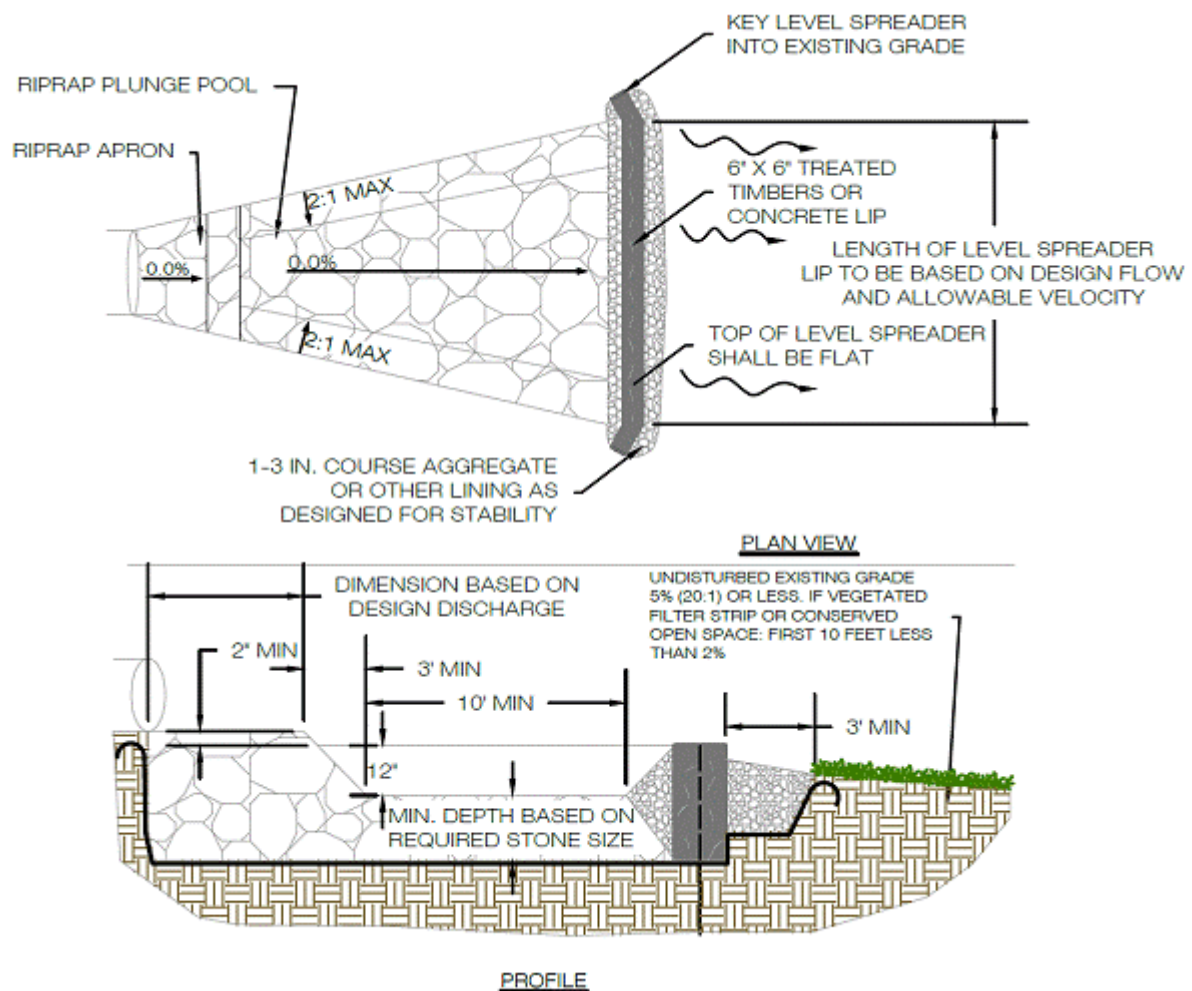 KEY LEVEL SPREADER
INTO EXISTING GRADE
RIPRAP PLUNGE POOL
RIPRAP APRON
2:1 MAX
6" X 6" TREATED
TIMBERS OR
CONCRETE LIP
0.0%
0.0%
LENGTH OF LEVEL SPREADER
LIP TO BE BASED ON DESIGN FLOW
AND ALLOWABLE VELOCITY
2:1 MAX
TOP OF LEVEL SPREADER
SHALL BE FLAT
1-3 IN. COURSE AGGREGATE
OR OTHER LINING AS
DESIGNED FOR STABILITY
PLAN VIEW
DIMENSION BASED ON
DESIGN DISCHARGE
UNDISTURBED EXISTING GRADE
5% (20:1) OR LESS. IF VEGETATED
FILTER STRIP OR CONSERVED
OPEN SPACE: FIRST 10 FEET LESS
THAN 2%
2" MIN
3' MIN
10' MIN
3' MIN
12"
MIN. DEPTH BASED ON
REQUIRED STONE SIZE
PROFILE